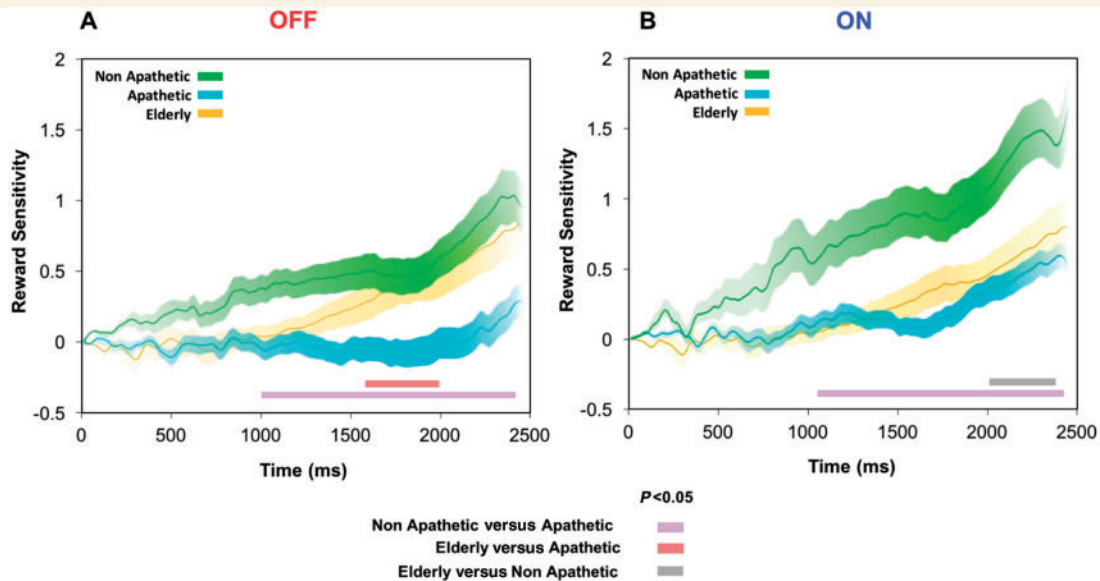 A
OFF
2
1.5
1
0.5
0
-0.5
Reward Sensitivity
Non Apathetic
Apathetic
Elderly
0 500 1000 1500 2000 2500
Time (ms)
B
ON
2
1.5
1
0.5
0
-0.5
Reward Sensitivity
Non Apathetic
Apathetic
Elderly
0 500 1000 1500 2000 2500
Time (ms)
P<0.05
Non Apathetic versus Apathetic
Elderly versus Apathetic
Elderly versus Non Apathetic